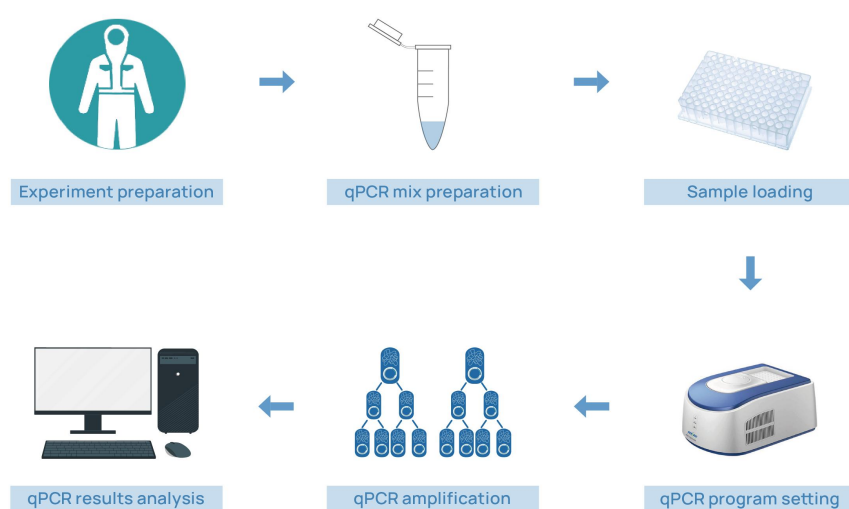 Experiment preparation
qPCR mix preparation
Sample loading
qPCR results analysis
qPCR amplification
qPCR program setting